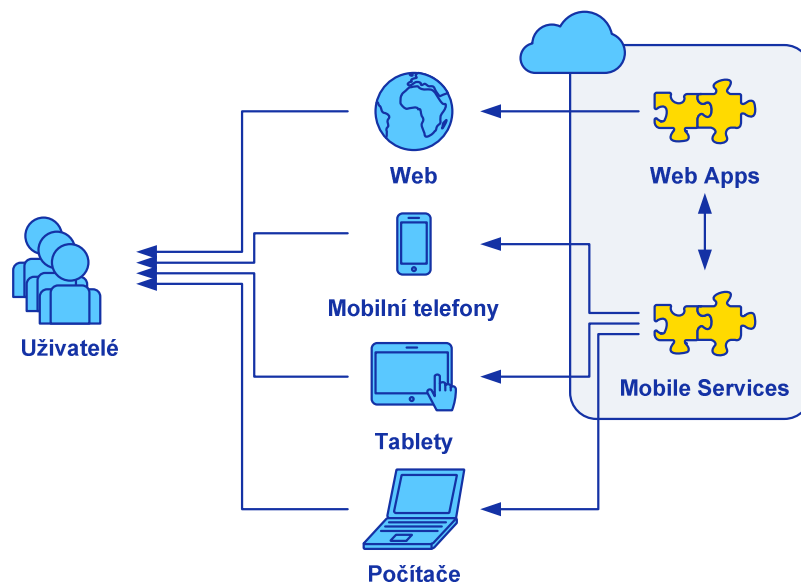 Web
Web Apps
Mobilní telefony
Uživatelé
Mobile Services
Tablety
Počítače